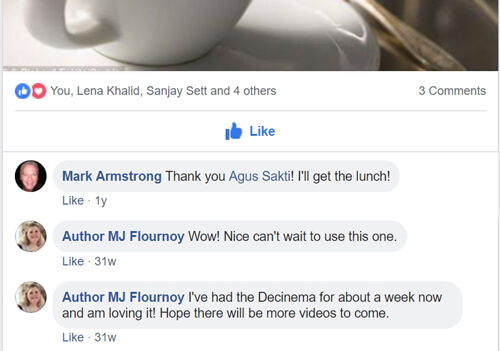 You, Lena Khalid, Sanjay Sett and 4 others 3 Comments
Like
Mark Armstrong Thank you Agus Sakti! I'll get the lunch!
Like · 1y
Author MJ Flournoy Wow! Nice can't wait to use this one.
Like · 31w
Author MJ Flournoy I've had the Decinema for about a week now
and am loving it! Hope there will be more videos to come.
Like · 31w